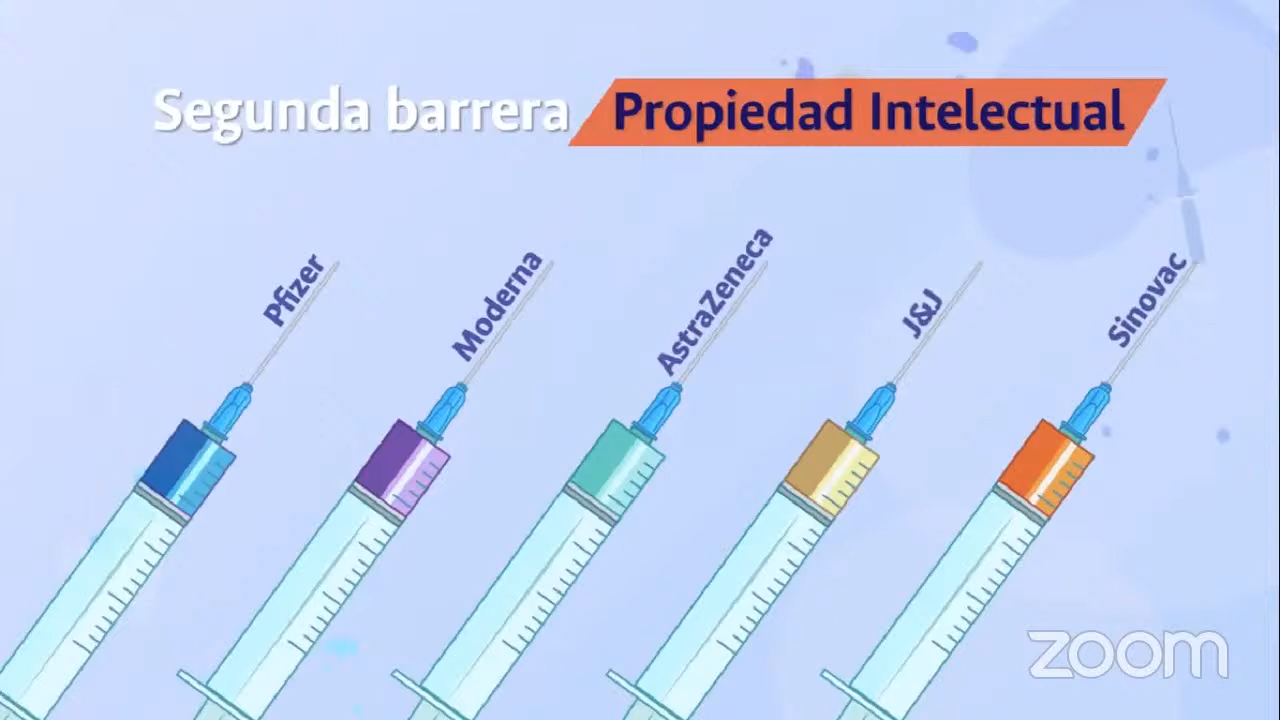 Segunda barrera Propiedad Intelectual
Pfizer
Moderna
AstraZeneca
J&J
Sinovac
zoom